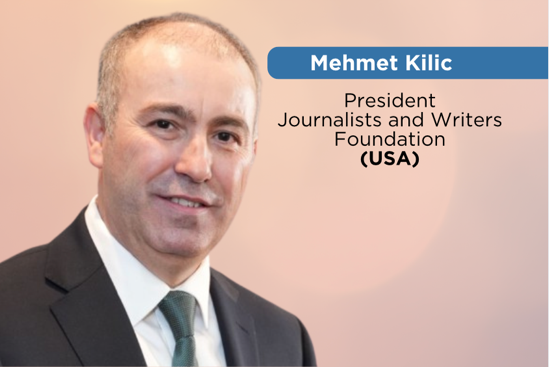 Mehmet Kilic
President
Journalists and Writers
Foundation
(USA)